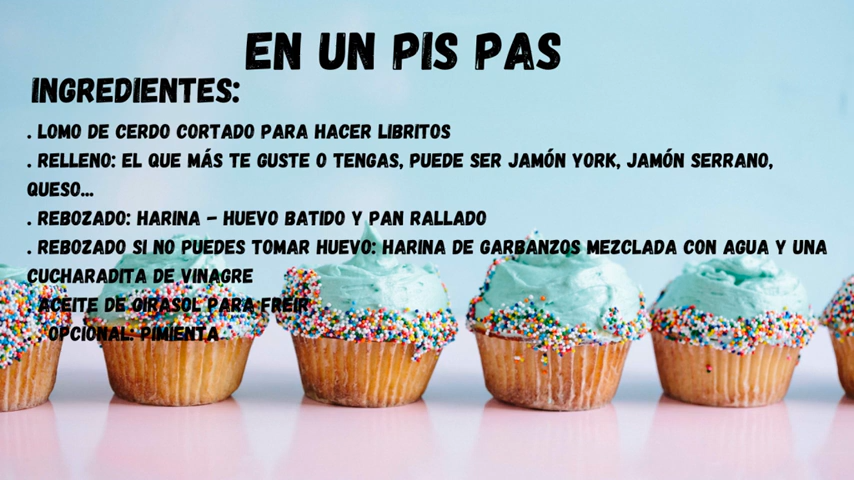 EN UN PIS PAS
INGREDIENTES:
. LOMO DE CERDO CORTADO PARA HACER LIBRITOS
. RELLENO: EL QUE MÁS TE GUSTE O TENGAS, PUEDE SER JAMÓN YORK, JAMÓN SERRANO,
QUESO...
. REBOZADO: HARINA - HUEVO BATIDO Y PAN RALLADO
. REBOZADO SI NO PUEDES TOMAR HUEVO: HARINA DE GARBANZOS MEZCLADA CON AGUA Y UNA
CUCHARADITA DE VINAGRE
. ACEITE DE GIRASOL PARA FREIR.
. OPCIONAL: PIMIENTA